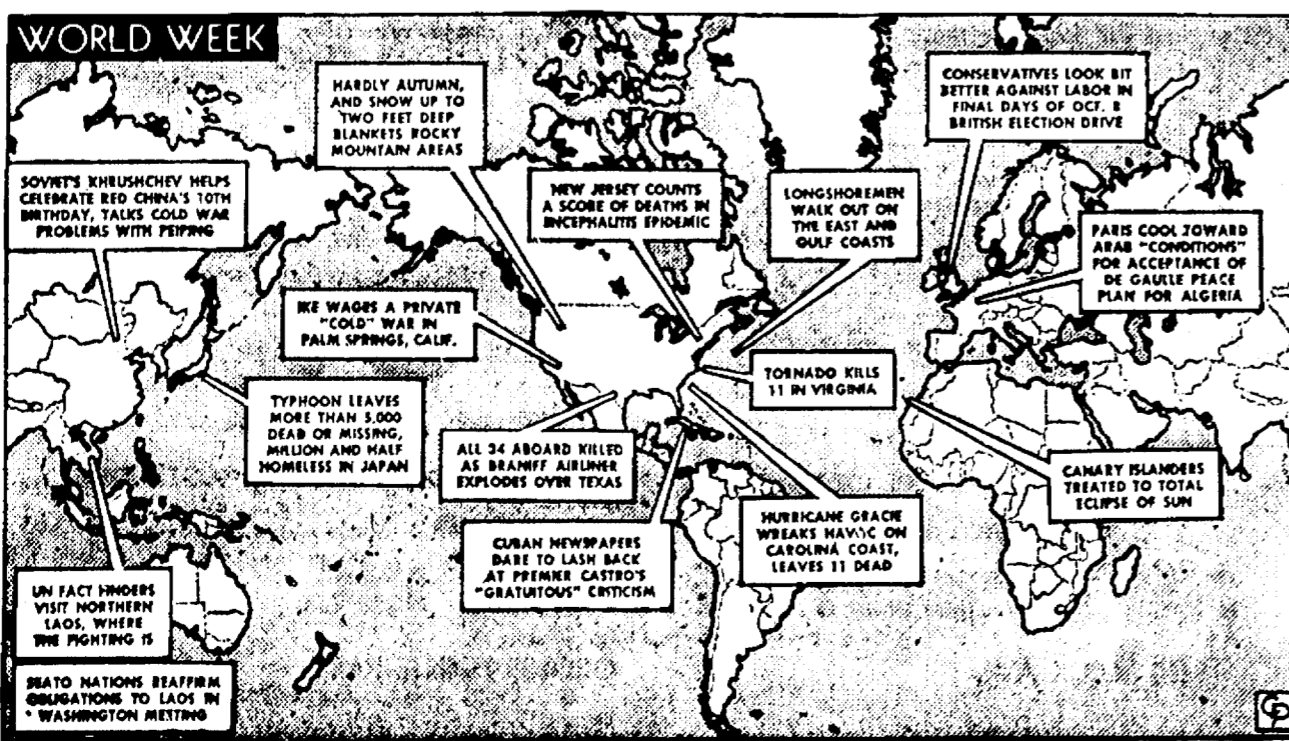 WORLD WEEK
HARDLY AUTUMN,
AND SNOW UP TO
TWO FEET DEEP
BLANKETS ROCKY
MOUNTAIN AREAS
CONSERVATIVES LOOK BIT
BETTER AGAINST LABOR IN
FINAL DAYS OF OCT. 8
BRITISH ELECTION DRIVE
SOVIET'S KHRUSHCHEV HELPS
CELEBRATE RED CHINA'S 10TH
BIRTHDAY, TALKS COLD WAR
PROBLEMS WITH PEIPING
NEW JERSEY COUNTS
A SCORE OF DEATHS IN
ENCEPHALITIS EPIDEMIC
LONGSHOREMEN
WALK OUT ON
THE EAST AND
GULF COASTS
PARIS COOL TOWARD
ARAB "CONDITIONS"
FOR ACCEPTANCE OF
DE GAULLE PEACE
PLAN FOR ALGERIA
IKE WAGES A PRIVATE
"COLD" WAR IN
PALM SPRINGS, CALIF.
TORNADO KILLS
11 IN VIRGINIA
TYPHOON LEAVES
MORE THAN 5,000
DEAD OR MISSING,
MILLION AND HALF
HOMELESS IN JAPAN
ALL 34 ABOARD KILLED
AS BRANIFF AIRLINER
EXPLODES OVER TEXAS
CANARY ISLANDERS
TREATED TO TOTAL
ECLIPSE OF SUN
HURRICANE GRACIE
WREAKS HAVOC ON
CAROLINA COAST,
LEAVES 11 DEAD
CUBAN NEWSPAPERS
DARE TO LASH BACK
AT PREMIER CASTRO'S
"GRATUITOUS" CRITICISM
UN FACT FINDERS
VISIT NORTHERN
LAOS, WHERE
THE FIGHTING IS
SEATO NATIONS REAFFIRM
OBLIGATIONS TO LAOS IN
WASHINGTON MEETING
CP